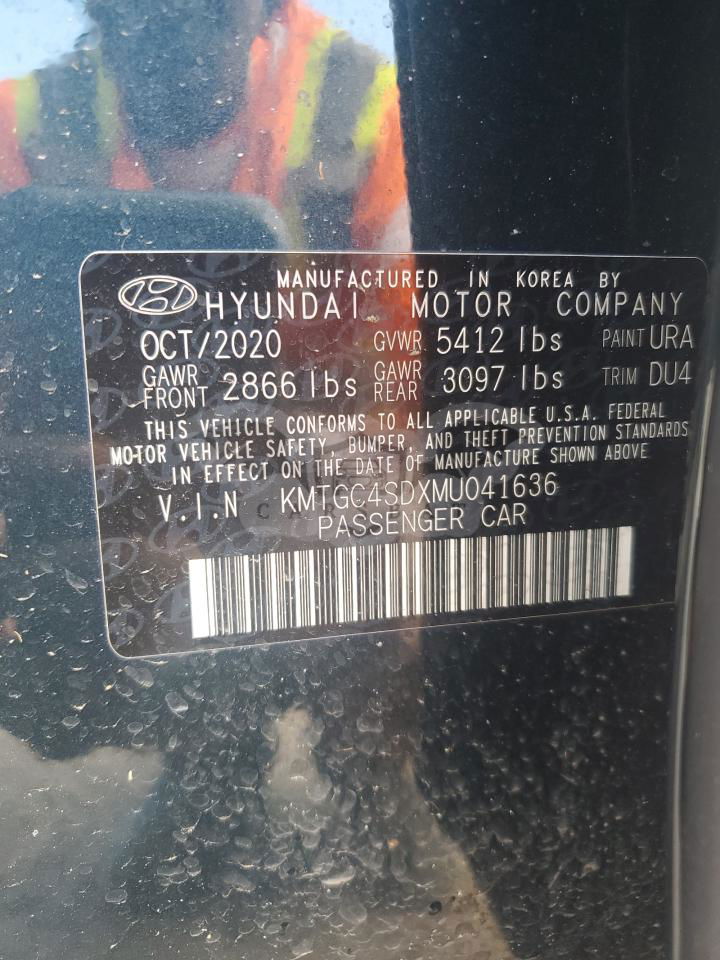 MANUFACTURED IN KOREA BY
HYUNDAI MOTOR COMPANY
OCT/2020 GVWR 5412 lbs PAINT URA
GAWR FRONT 2866 lbs GAWR REAR 3097 lbs TRIM DU4
THIS VEHICLE CONFORMS TO ALL APPLICABLE U.S.A. FEDERAL
MOTOR VEHICLE SAFETY, BUMPER, AND THEFT PREVENTION STANDARDS
IN EFFECT ON THE DATE OF MANUFACTURE SHOWN ABOVE
V.I.N KMTGC4SDXMU041636
PASSENGER CAR